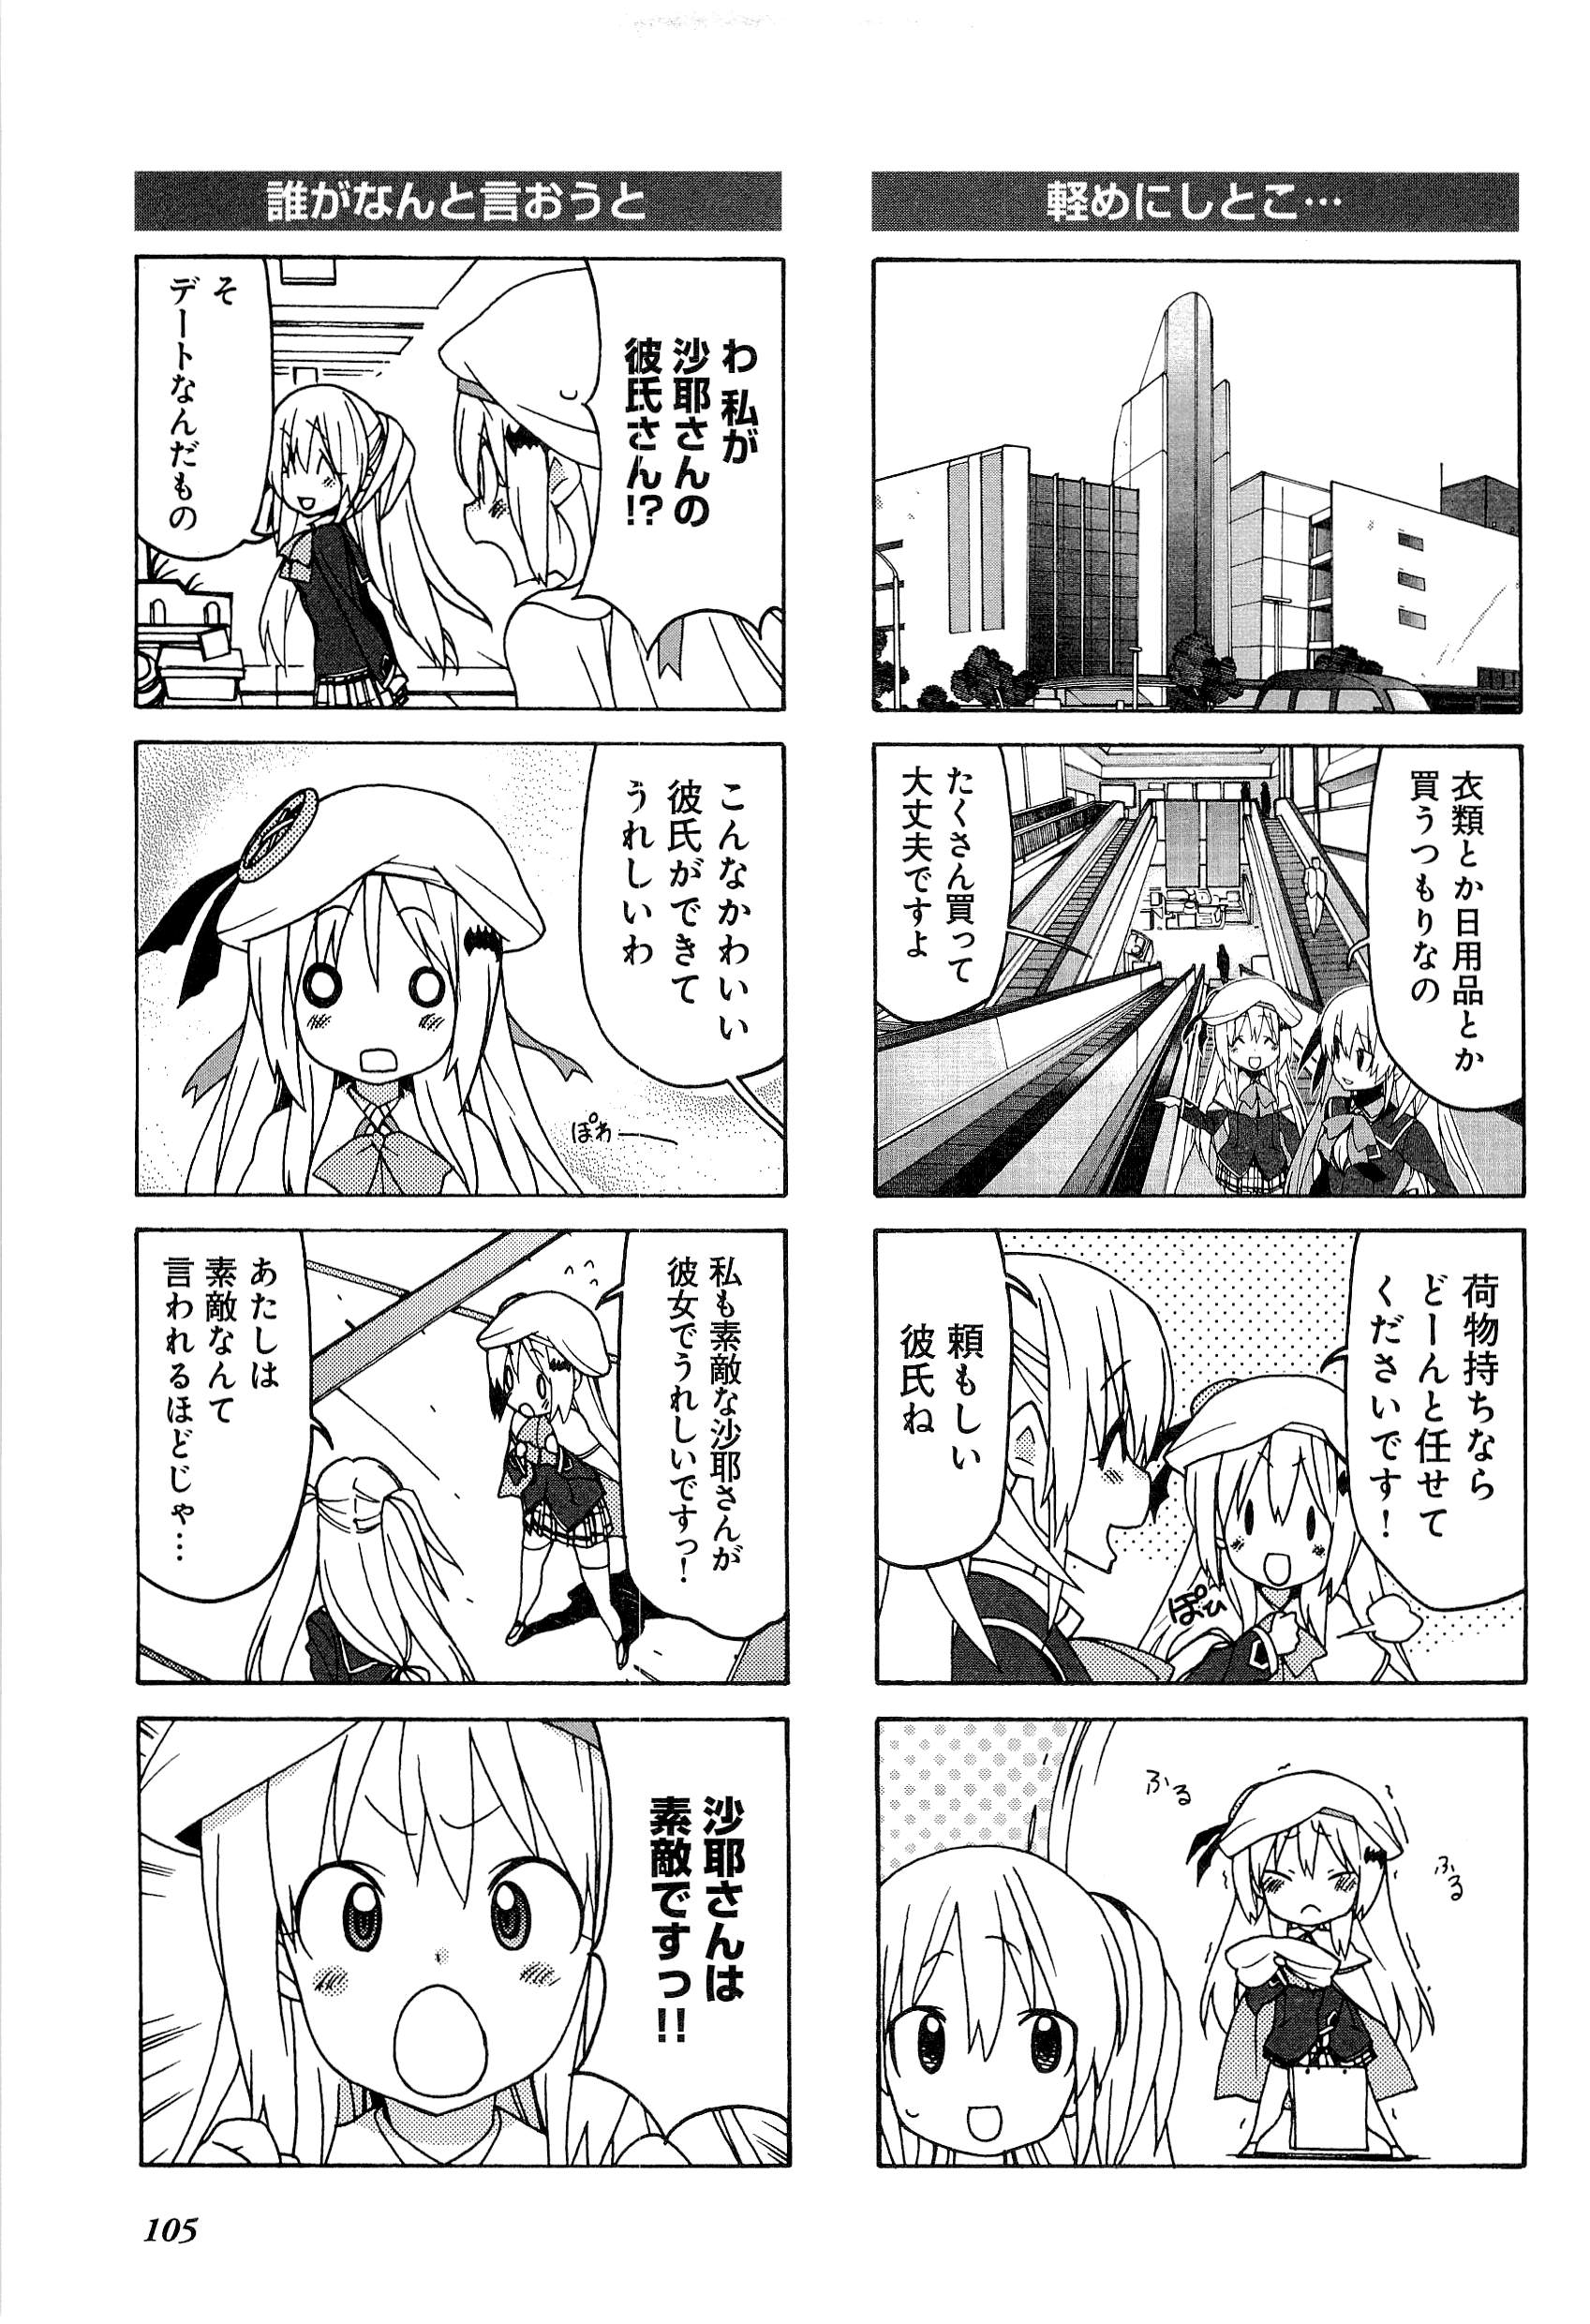 軽めにしとこ…
衣類とか日用品とか
買うつもりなの
たくさん買って
大丈夫ですよ
荷物持ちなら
どーんと任せて
くださいです!
ぽひ
頼もしい
彼氏ね
ふる
ふる
誰がなんと言おうと
わ 私が
沙耶さんの
彼氏さん!?
そ
デートなんだもの
こんなかわいい
彼氏ができて
うれしいわ
ぽわー
私も素敵な沙耶さんが
彼女でうれしいですっ!
あたしは
素敵なんて
言われるほどじゃ…
沙耶さんは
素敵ですっ!!
105